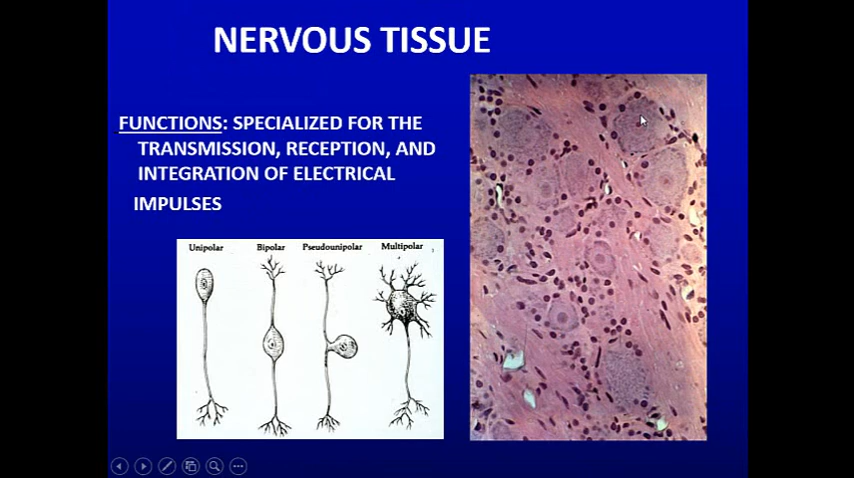 NERVOUS TISSUE
FUNCTIONS: SPECIALIZED FOR THE
TRANSMISSION, RECEPTION, AND
INTEGRATION OF ELECTRICAL
IMPULSES
Unipolar Bipolar Pseudounipolar Multipolar